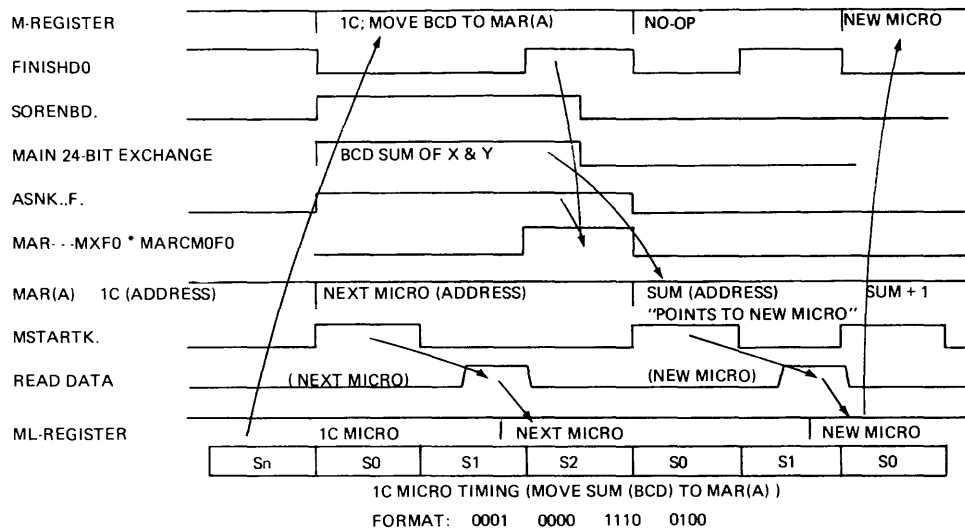 M-REGISTER 1C; MOVE BCD TO MAR(A) NO-OP NEW MICRO
FINISHD0
SORENBD.
MAIN 24-BIT EXCHANGE BCD SUM OF X & Y
ASNK..F.
MAR- - -MXF0 * MARCM0F0
MAR(A) 1C (ADDRESS) NEXT MICRO (ADDRESS) SUM (ADDRESS) SUM + 1
"POINTS TO NEW MICRO"
MSTARTK.
READ DATA (NEXT MICRO) (NEW MICRO)
ML-REGISTER 1C MICRO NEXT MICRO NEW MICRO
Sn S0 S1 S2 S0 S1 S0
1C MICRO TIMING (MOVE SUM (BCD) TO MAR(A) )
FORMAT: 0001 0000 1110 0100